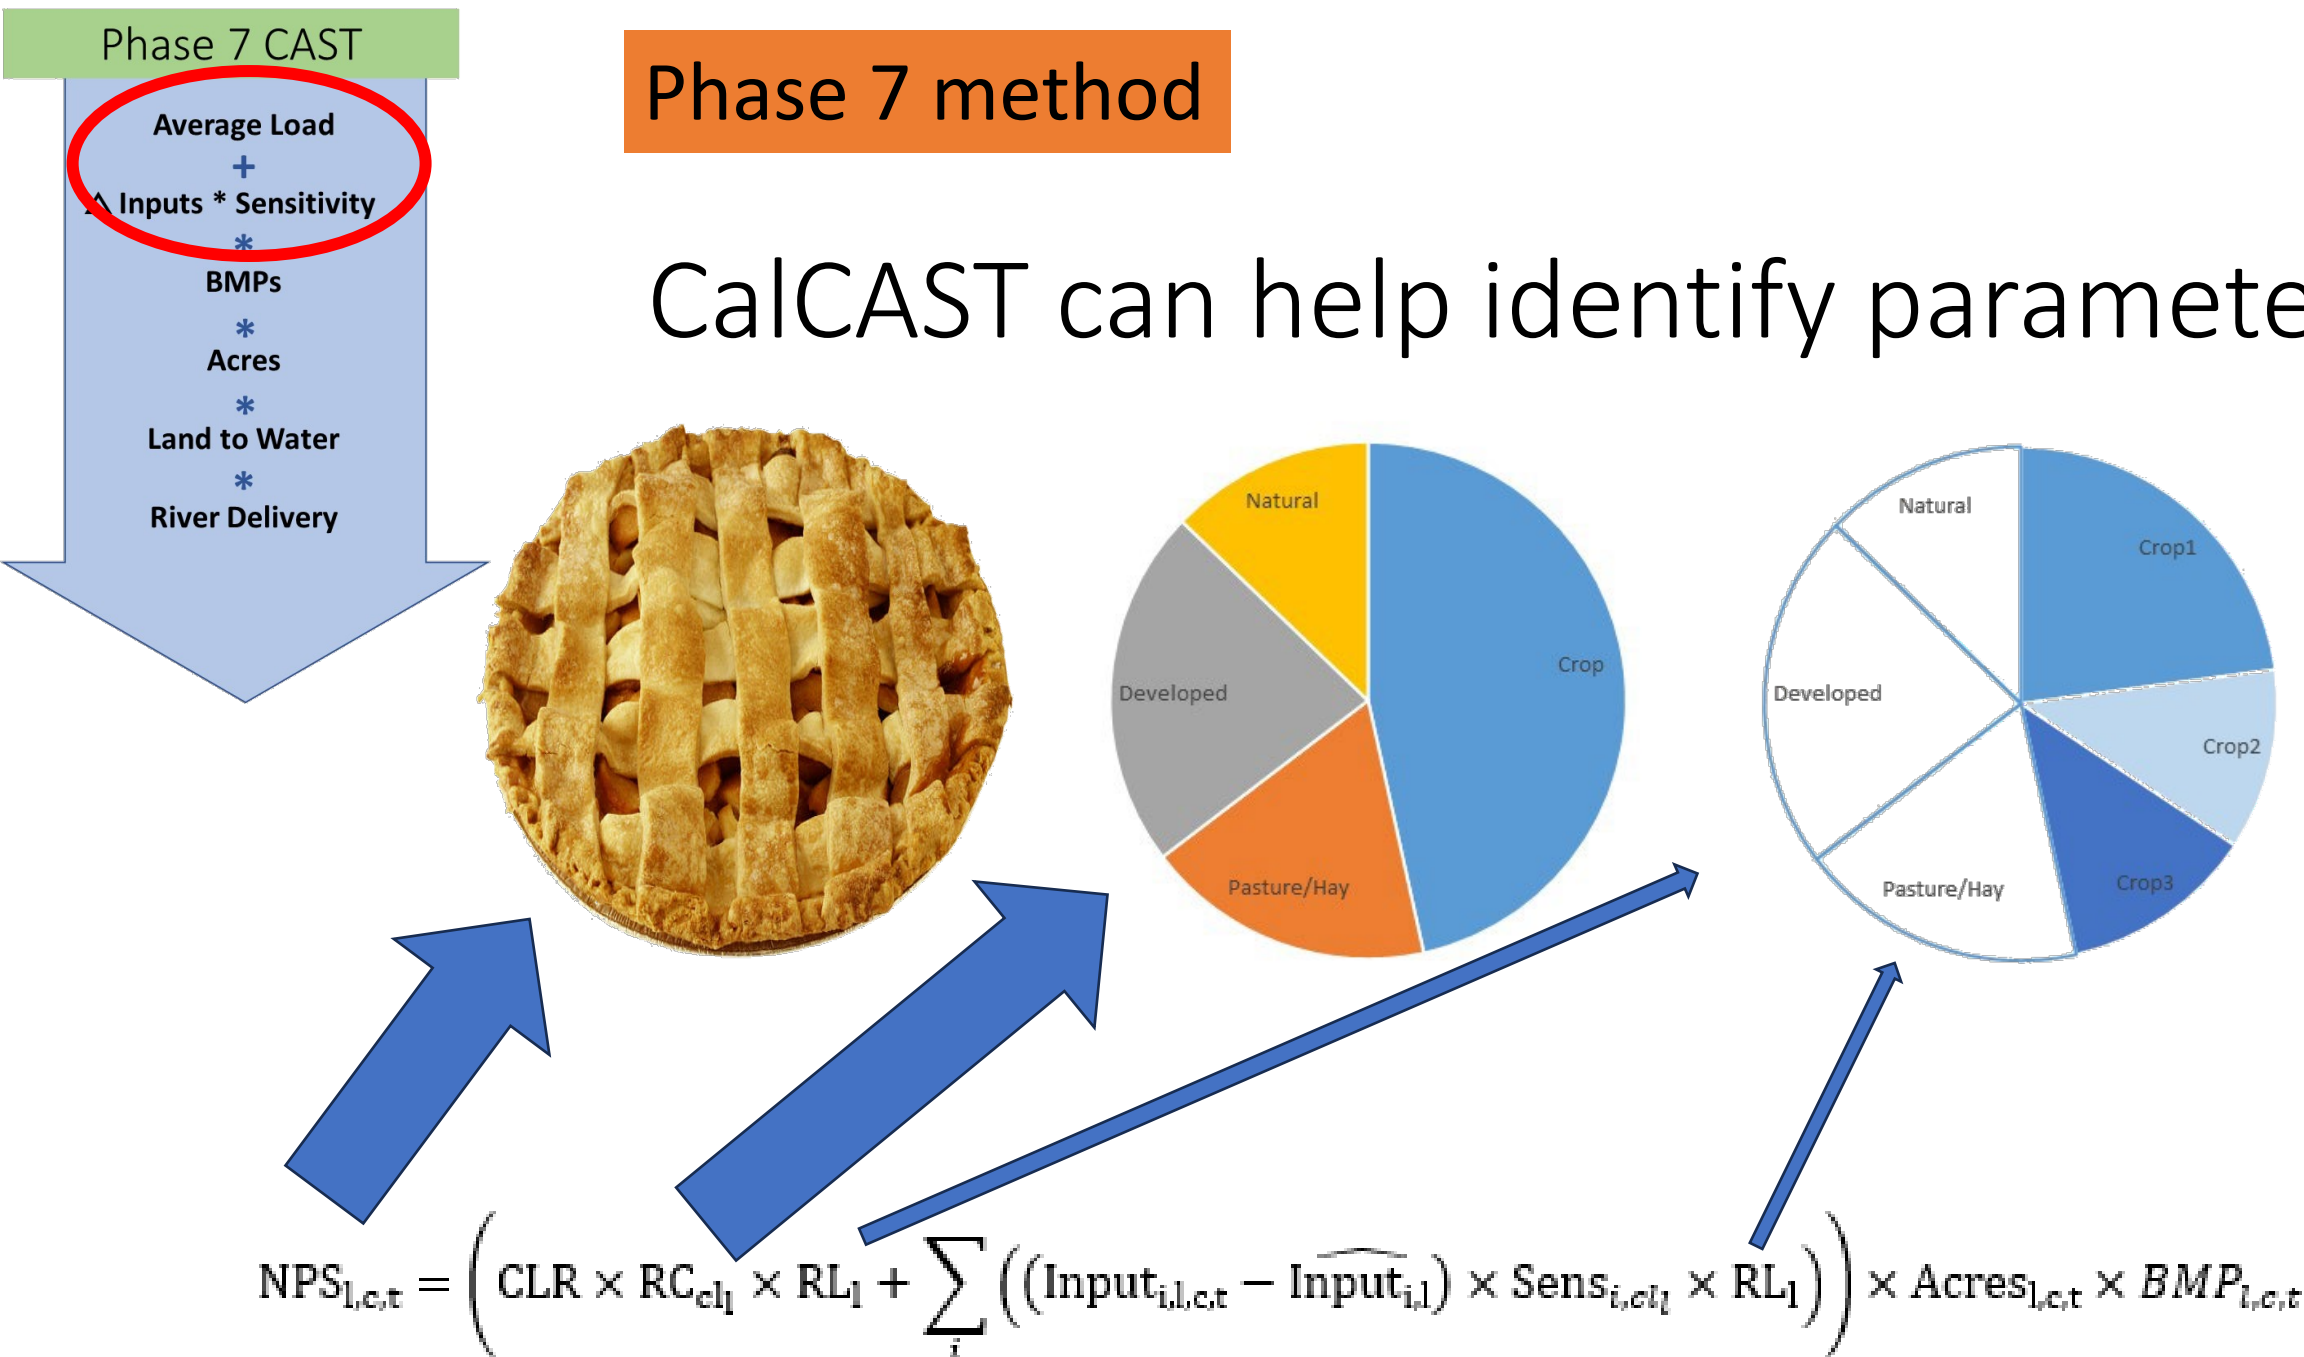 Phase 7 CAST
Average Load
+
△ Inputs * Sensitivity
*
BMPs
*
Acres
*
Land to Water
*
River Delivery
Phase 7 method
CalCAST can help identify paramete
Natural
Crop
Developed
Pasture/Hay
Natural
Crop1
Developed
Crop2
Pasture/Hay
Crop3
NPS_{l,c,t} = ( CLR × RC_{cl_l} × RL_l + ∑_i ((Input_{i,l,c,t} − \widehat{Input_{i,l}}) × Sens_{i,cl_l} × RL_l) ) × Acres_{l,c,t} × BMP_{l,c,t}